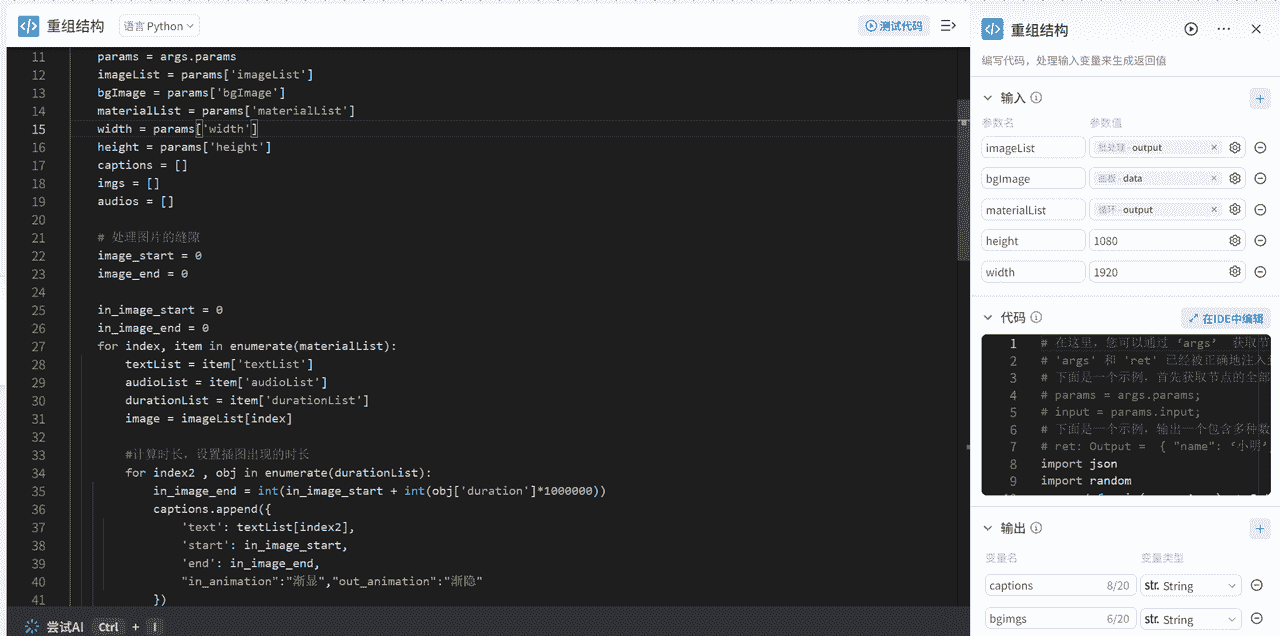 重组结构
语言 Python
测试代码
11 params = args.params
12 imageList = params['imageList']
13 bgImage = params['bgImage']
14 materialList = params['materialList']
15 width = params['width']
16 height = params['height']
17 captions = []
18 imgs = []
19 audios = []
20
21 # 处理图片的缝隙
22 image_start = 0
23 image_end = 0
24
25 in_image_start = 0
26 in_image_end = 0
27 for index, item in enumerate(materialList):
28 textList = item['textList']
29 audioList = item['audioList']
30 durationList = item['durationList']
31 image = imageList[index]
32
33 #计算时长，设置插图出现的时长
34 for index2 , obj in enumerate(durationList):
35 in_image_end = int(in_image_start + int(obj['duration']*1000000))
36 captions.append({
37 'text': textList[index2],
38 'start': in_image_start,
39 'end': in_image_end,
40 "in_animation":"渐显","out_animation":"渐隐"
41 })
尝试AI Ctrl + I
重组结构
编写代码，处理输入变量来生成返回值
输入
参数名 参数值
imageList 批处理 - output
bgImage 画板 - data
materialList 循环 - output
height 1080
width 1920
代码
在IDE中编辑
1 # 在这里，您可以通过 'args' 获取节
2 # 'args' 和 'ret' 已经被正确地注入
3 # 下面是一个示例，首先获取节点的全部
4 # params = args.params;
5 # input = params.input;
6 # 下面是一个示例，输出一个包含多种数
7 # ret: Output = { "name": '小明',
8 import json
9 import random
输出
变量名 变量类型
captions 8/20 str. String
bgimgs 6/20 str. String